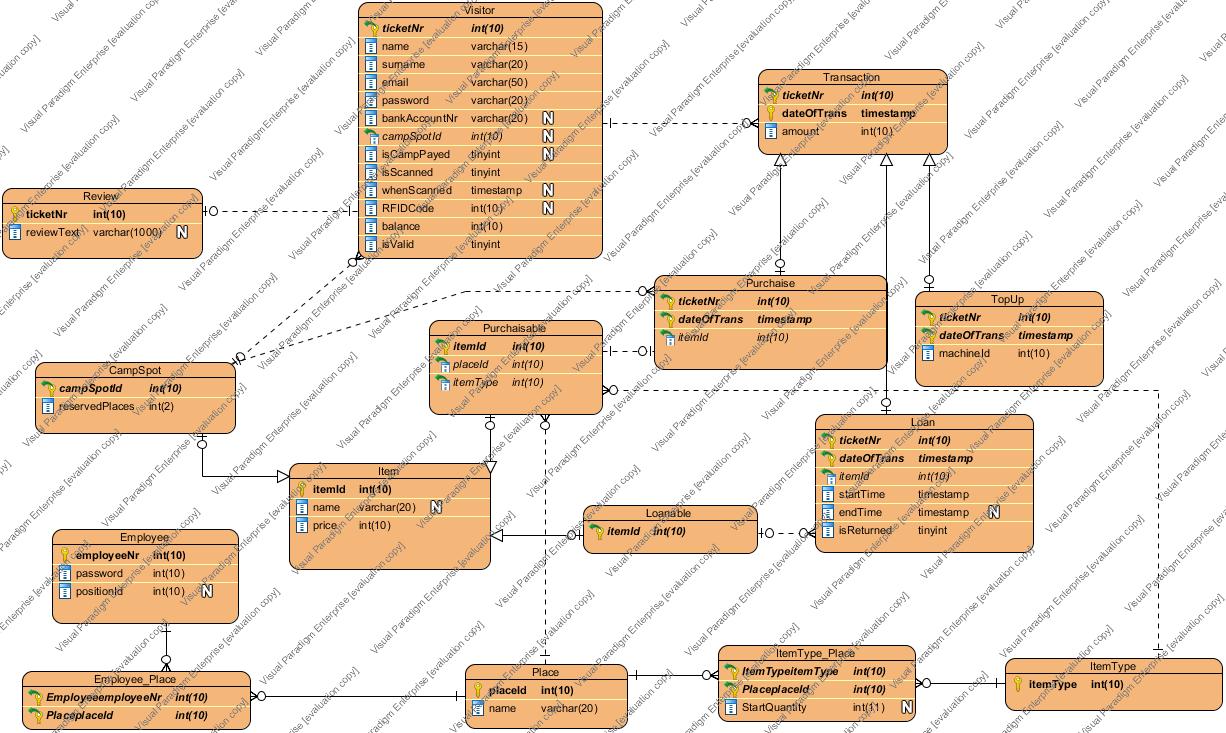 Visitor
ticketNr int(10)
name varchar(15)
surname varchar(20)
email varchar(50)
password varchar(20)
bankAccountNr varchar(20) N
campSpotId int(10) N
isCampPayed tinyint N
isScanned tinyint
whenScanned timestamp N
RFIDCode int(10) N
balance int(10)
isValid tinyint
Transaction
ticketNr int(10)
dateOfTrans timestamp
amount int(10)
Review
ticketNr int(10)
reviewText varchar(1000) N
Purchaise
ticketNr int(10)
dateOfTrans timestamp
itemId int(10)
TopUp
ticketNr int(10)
dateOfTrans timestamp
machineId int(10)
Purchaisable
itemId int(10)
placeId int(10)
itemType int(10)
CampSpot
campSpotId int(10)
reservedPlaces int(2)
Loan
ticketNr int(10)
dateOfTrans timestamp
itemId int(10)
startTime timestamp
endTime timestamp N
isReturned tinyint
Item
itemId int(10)
name varchar(20) N
price int(10)
Loanable
itemId int(10)
Employee
employeeNr int(10)
password int(10)
positionId int(10) N
Employee_Place
EmployeeemployeeNr int(10)
PlaceplaceId int(10)
Place
placeId int(10)
name varchar(20)
ItemType_Place
ItemTypeitemType int(10)
PlaceplaceId int(10)
StartQuantity int(11) N
ItemType
itemType int(10)
Visual Paradigm Enterprise [evaluation copy]